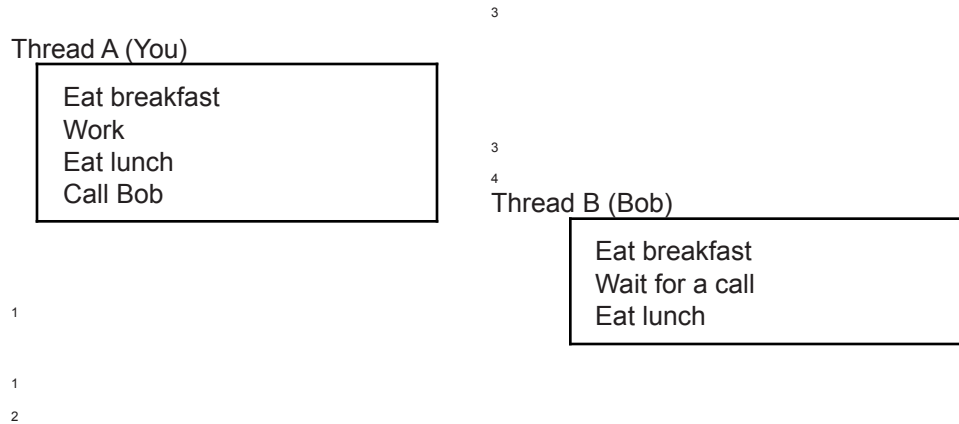 Thread A (You)
Eat breakfast
Work
Eat lunch
Call Bob
1
1
2
3
3
4
Thread B (Bob)
Eat breakfast
Wait for a call
Eat lunch